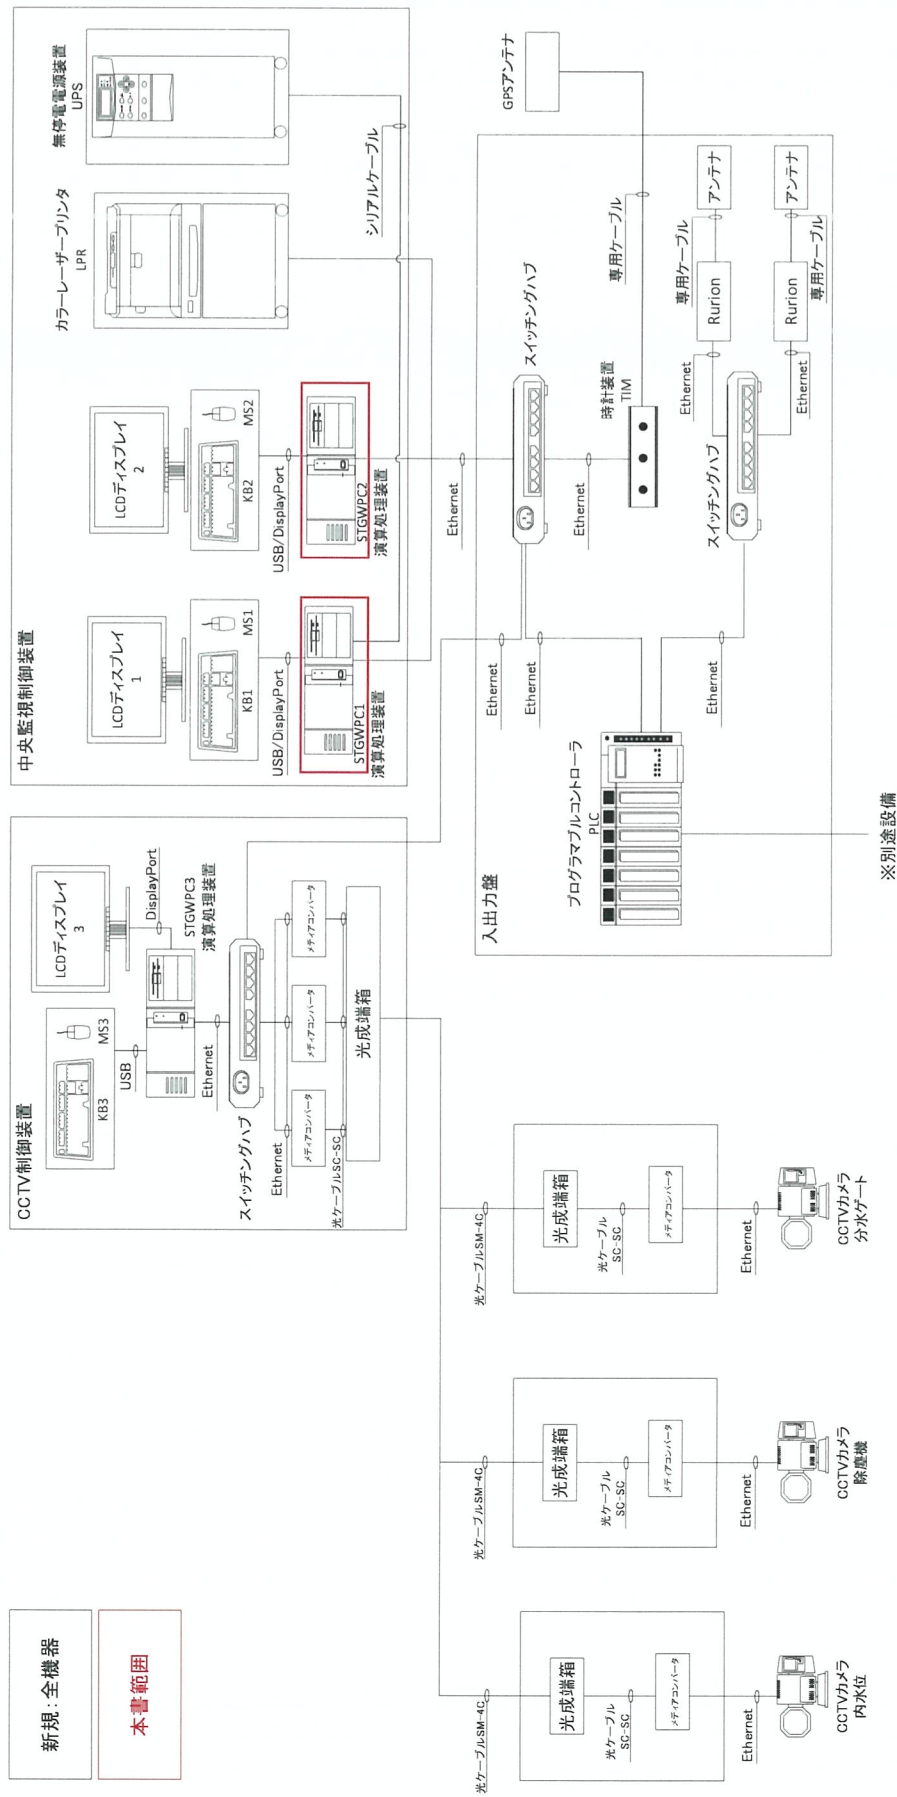 新規:全機器
本書範囲
CCTV制御装置
KB3
MS3
LCDディスプレイ
3
USB
DisplayPort
STGWPC3
演算処理装置
Ethernet
スイッチングハブ
Ethernet
メディアコンバータ
メディアコンバータ
メディアコンバータ
光ケーブルSC-SC
光成端箱
中央監視制御装置
LCDディスプレイ
1
KB1
MS1
USB/DisplayPort
STGWPC1
演算処理装置
LCDディスプレイ
2
KB2
MS2
USB/DisplayPort
STGWPC2
演算処理装置
カラーレーザープリンタ
LPR
無停電電源装置
UPS
シリアルケーブル
Ethernet
Ethernet
Ethernet
スイッチングハブ
Ethernet
GPSアンテナ
専用ケーブル
時計装置
TIM
入出力盤
プログラマブルコントローラ
PLC
Ethernet
スイッチングハブ
Ethernet
Rurion
専用ケーブル
アンテナ
Ethernet
Rurion
専用ケーブル
アンテナ
※別途設備
光ケーブルSM-4C
光成端箱
光ケーブル
SC-SC
メディアコンバータ
Ethernet
CCTVカメラ
内水位
光ケーブルSM-4C
光成端箱
光ケーブル
SC-SC
メディアコンバータ
Ethernet
CCTVカメラ
除塵機
光ケーブルSM-4C
光成端箱
光ケーブル
SC-SC
メディアコンバータ
Ethernet
CCTVカメラ
分水ゲート